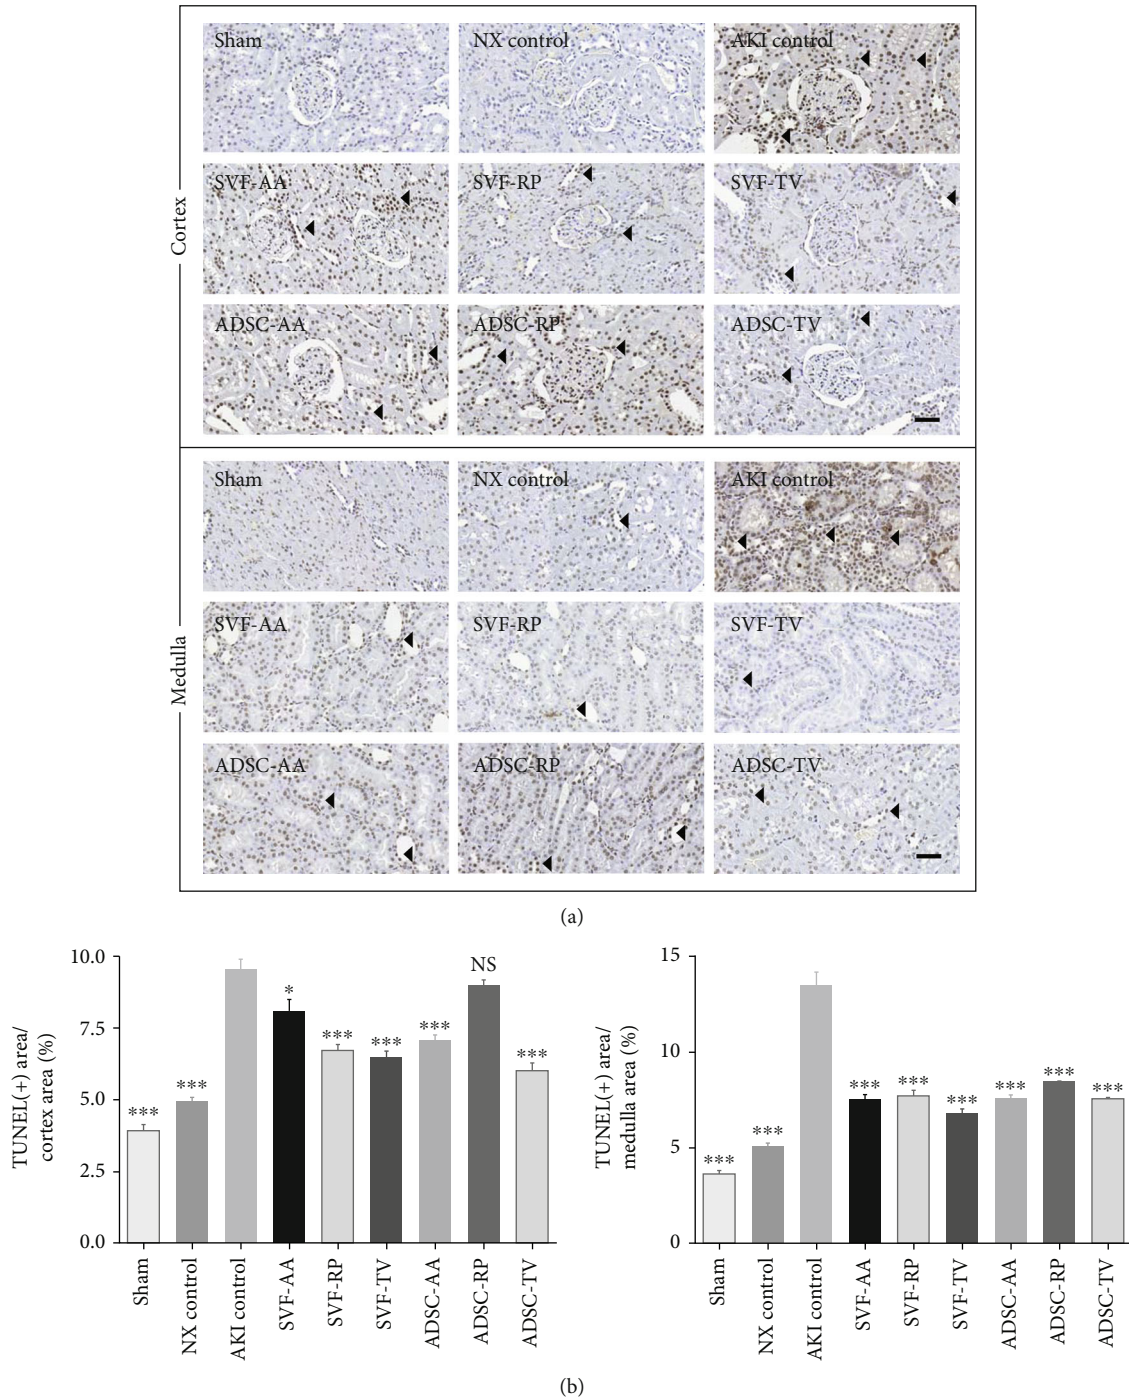 Cortex
Sham
NX control
AKI control
SVF-AA
SVF-RP
SVF-TV
ADSC-AA
ADSC-RP
ADSC-TV
Medulla
Sham
NX control
AKI control
SVF-AA
SVF-RP
SVF-TV
ADSC-AA
ADSC-RP
ADSC-TV
(a)
TUNEL(+) area/
cortex area (%)
10.0
7.5
5.0
2.5
0.0
***
***
*
***
***
***
NS
***
Sham
NX control
AKI control
SVF-AA
SVF-RP
SVF-TV
ADSC-AA
ADSC-RP
ADSC-TV
TUNEL(+) area/
medulla area (%)
15
10
5
0
***
***
***
***
***
***
***
***
Sham
NX control
AKI control
SVF-AA
SVF-RP
SVF-TV
ADSC-AA
ADSC-RP
ADSC-TV
(b)